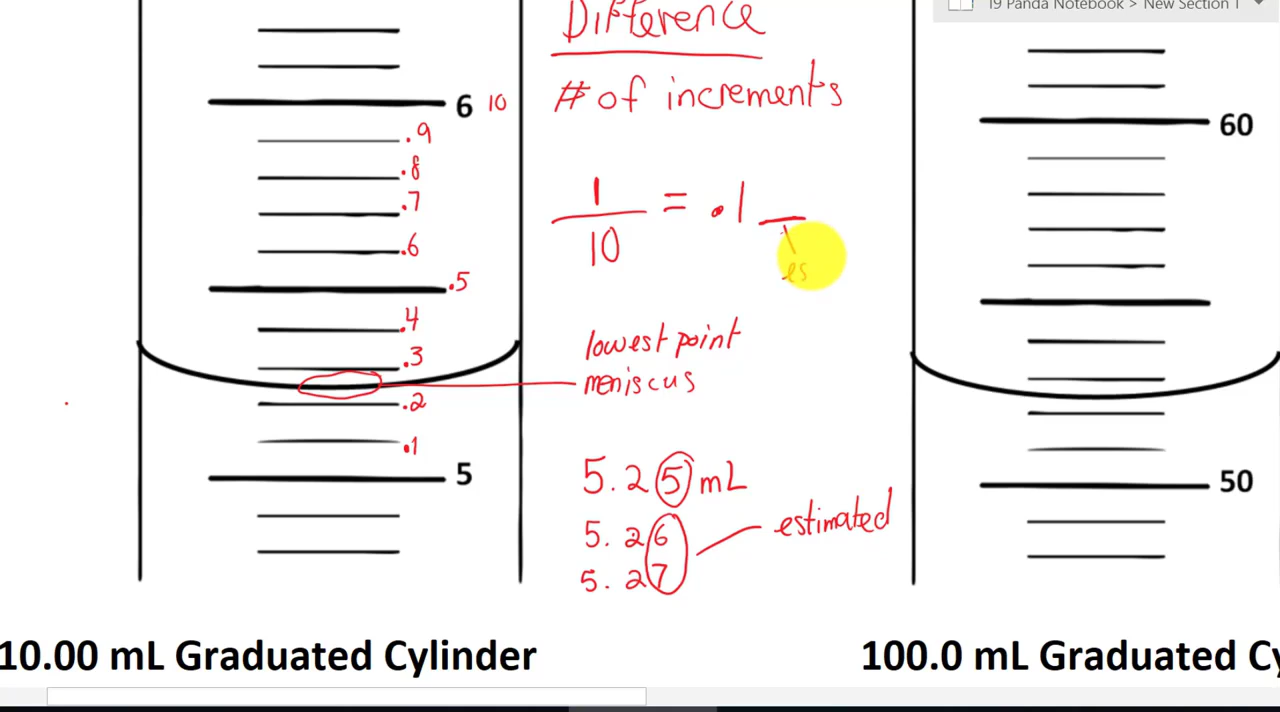 19 Panda Notebook > New Section 1
Difference
# of increments
6 10
.9
.8
.7
.6
.5
.4
.3
.2
.1
5
1
10
= .1
es
lowest point
meniscus
5.25 mL
5.26
5.27
estimated
60
50
10.00 mL Graduated Cylinder
100.0 mL Graduated Cy